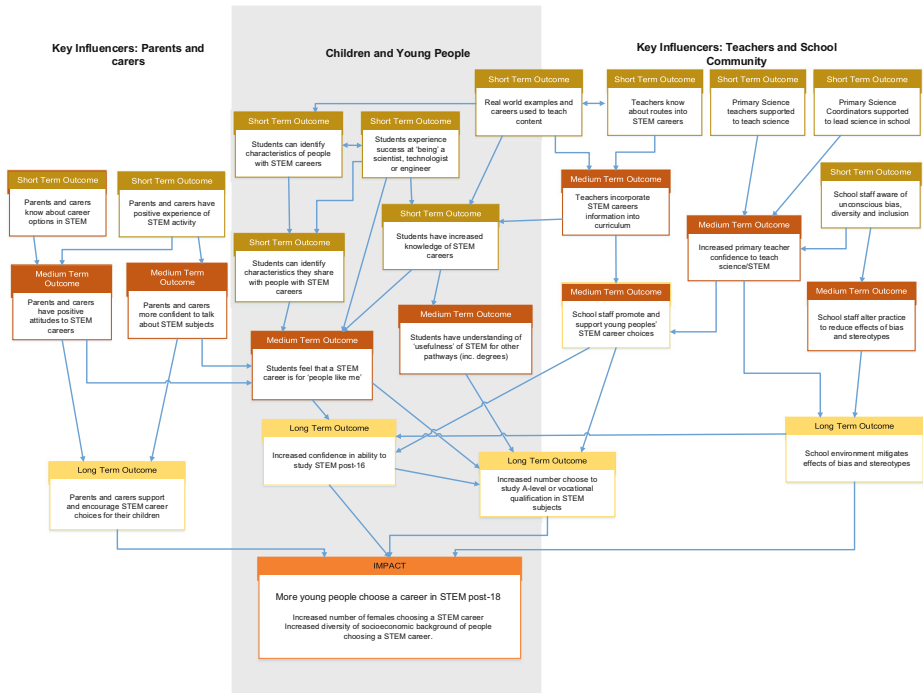 Key Influencers: Parents and
carers
Children and Young People
Key Influencers: Teachers and School
Community
Short Term Outcome
Real world examples and
careers used to teach
content
Short Term Outcome
Teachers know
about routes into
STEM careers
Short Term Outcome
Primary Science
teachers supported
to teach science
Short Term Outcome
Primary Science
Coordinators supported
to lead science in school
Short Term Outcome
Students can identify
characteristics of people
with STEM careers
Short Term Outcome
Students experience
success at ‘being’ a
scientist, technologist
or engineer
Short Term Outcome
Parents and carers
know about career
options in STEM
Short Term Outcome
Parents and carers have
positive experience of
STEM activity
Medium Term Outcome
Teachers incorporate
STEM careers
information into
curriculum
Short Term Outcome
School staff aware of
unconscious bias,
diversity and inclusion
Short Term Outcome
Students have increased
knowledge of STEM
careers
Medium Term Outcome
Increased primary teacher
confidence to teach
science/STEM
Short Term Outcome
Students can identify
characteristics they share
with people with STEM
careers
Medium Term
Outcome
Parents and carers
have positive
attitudes to STEM
careers
Medium Term
Outcome
Parents and carers
more confident to talk
about STEM subjects
Medium Term Outcome
School staff promote and
support young peoples’
STEM career choices
Medium Term Outcome
School staff alter practice
to reduce effects of bias
and stereotypes
Medium Term Outcome
Students have understanding of
‘usefulness’ of STEM for other
pathways (inc. degrees)
Medium Term Outcome
Students feel that a STEM
career is for ‘people like me’
Long Term Outcome
Increased confidence in ability to
study STEM post-16
Long Term Outcome
School environment mitigates
effects of bias and stereotypes
Long Term Outcome
Increased number choose to
study A-level or vocational
qualification in STEM
subjects
Long Term Outcome
Parents and carers support
and encourage STEM career
choices for their children
IMPACT
More young people choose a career in STEM post-18
Increased number of females choosing a STEM career
Increased diversity of socioeconomic background of people
choosing a STEM career.